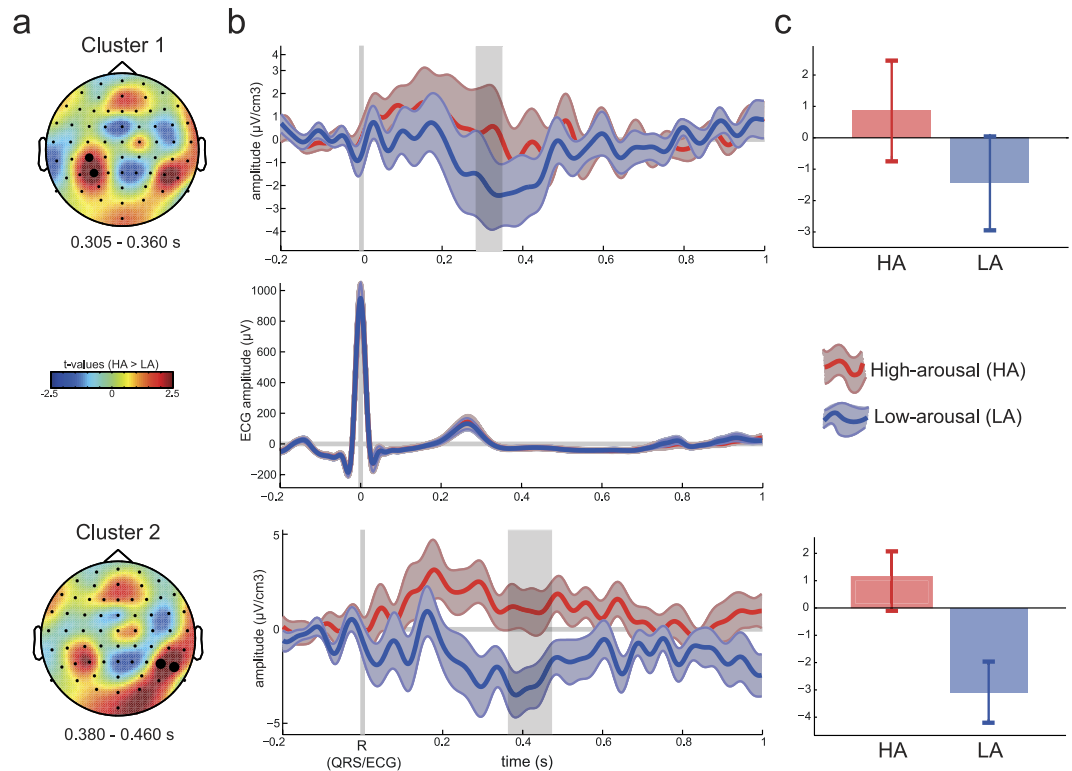 a
Cluster 1
0.305 - 0.360 s
t-values (HA > LA)
-2.5 0 2.5
Cluster 2
0.380 - 0.460 s
b
amplitude (µV/cm3)
4
3
2
1
0
−1
−2
−3
−4
−0.2 0 0.2 0.4 0.6 0.8 1
ECG amplitude (µV)
1000
800
600
400
200
0
−200
−0.2 0 0.2 0.4 0.6 0.8 1
amplitude (µV/cm3)
5
0
−5
−0.2 R 0.2 0.4 0.6 0.8 1
(QRS/ECG) time (s)
c
2
1
0
−1
−2
−3
HA LA
High-arousal (HA)
Low-arousal (LA)
2
1
0
−1
−2
−3
−4
HA LA